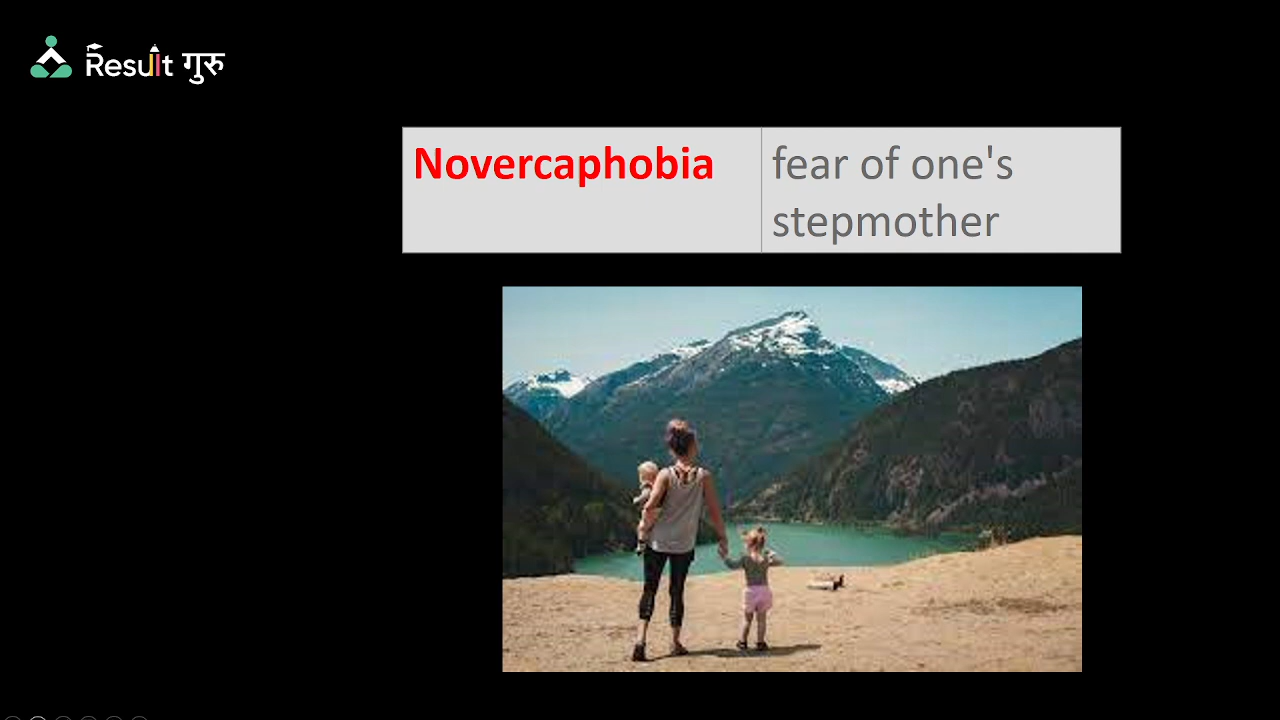 Result गुरु
Novercaphobia
fear of one's
stepmother